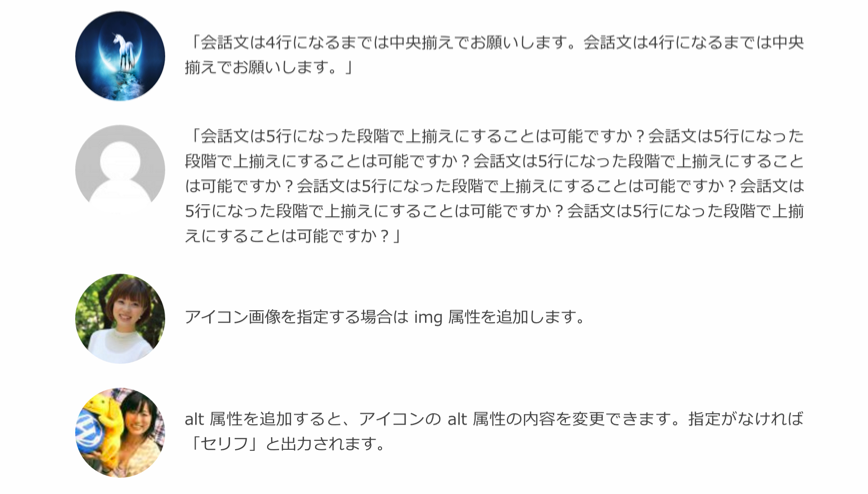 「会話文は4行になるまでは中央揃えでお願いします。会話文は4行になるまでは中央
揃えでお願いします。」
「会話文は5行になった段階で上揃えにすることは可能ですか？会話文は5行になった
段階で上揃えにすることは可能ですか？会話文は5行になった段階で上揃えにすること
は可能ですか？会話文は5行になった段階で上揃えにすることは可能ですか？会話文は
5行になった段階で上揃えにすることは可能ですか？会話文は5行になった段階で上揃
えにすることは可能ですか？」
アイコン画像を指定する場合は img 属性を追加します。
alt 属性を追加すると、アイコンの alt 属性の内容を変更できます。指定がなければ
「セリフ」と出力されます。